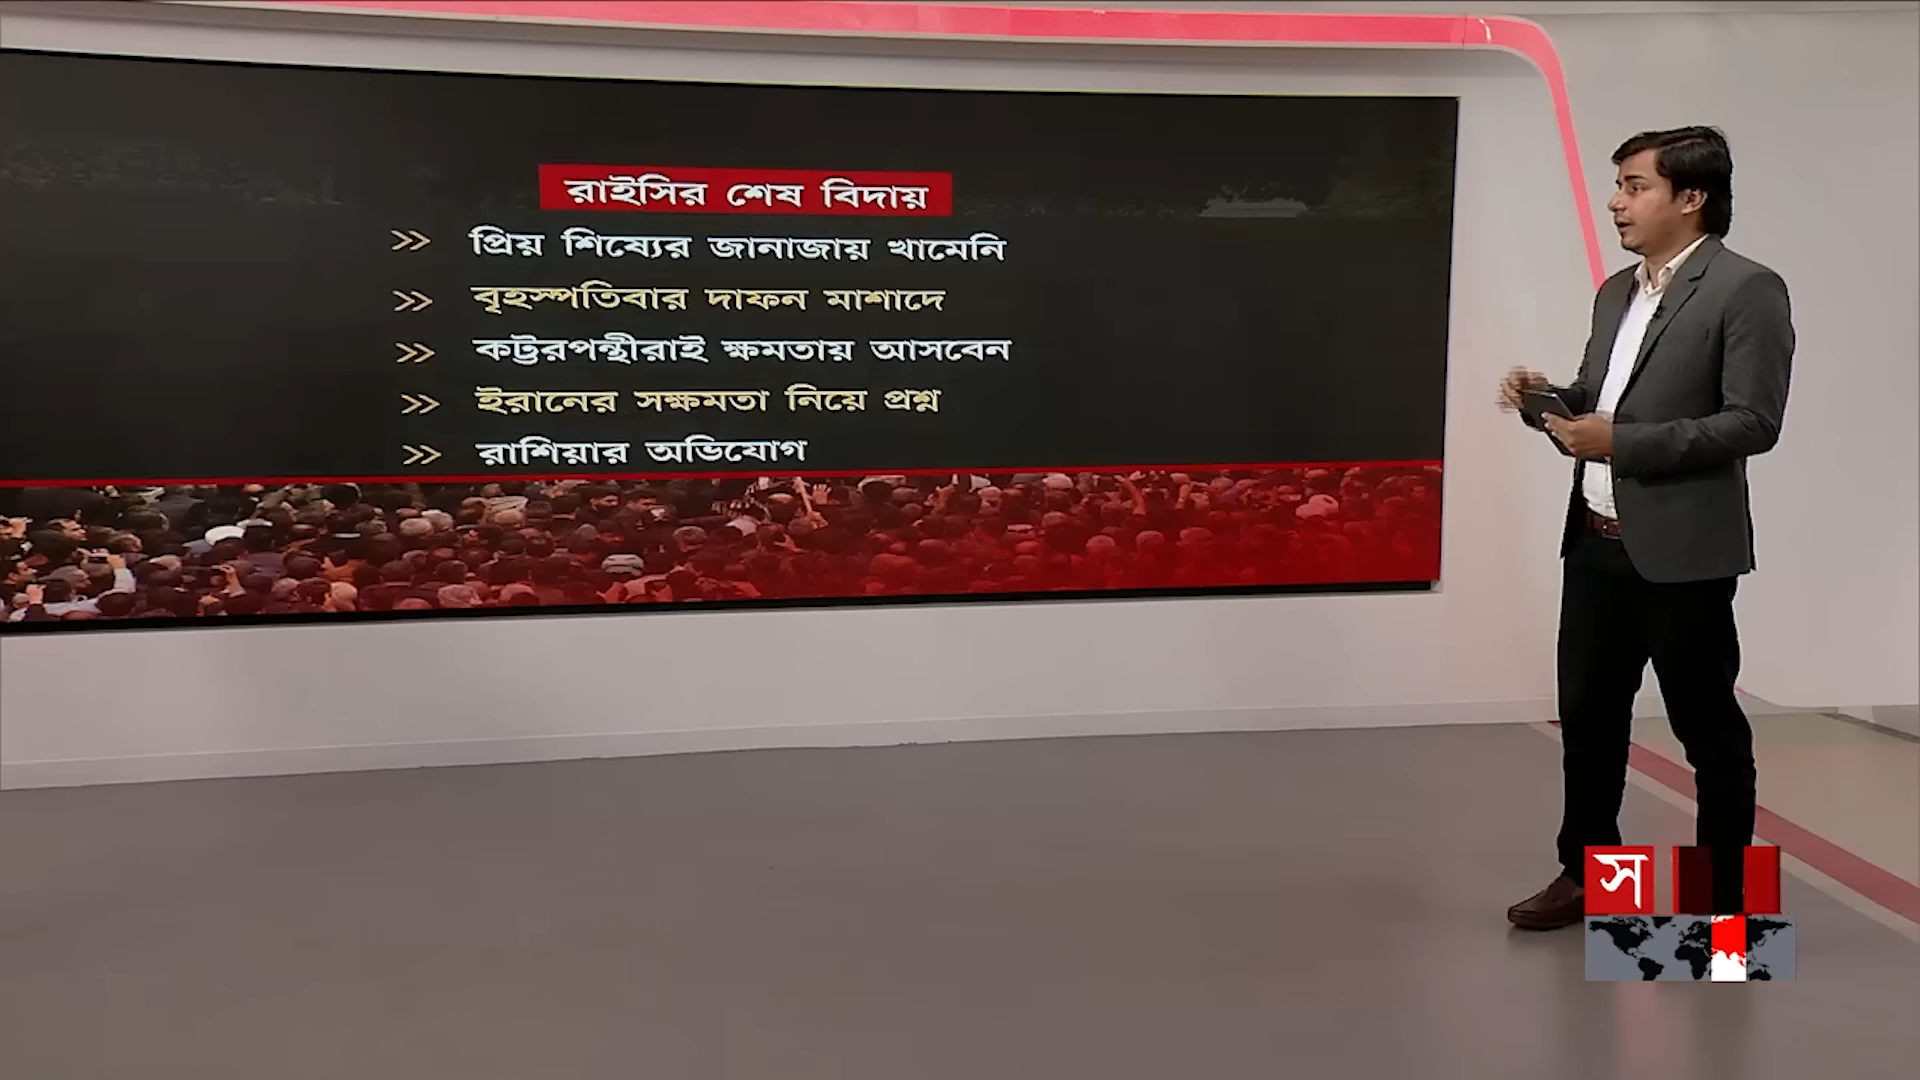 রাইসির শেষ বিদায়
>> প্রিয় শিষ্যের জানাজায় খামেনি
>> বৃহস্পতিবার দাফন মাশাদে
>> কট্টরপন্থীরাই ক্ষমতায় আসবেন
>> ইরানের সক্ষমতা নিয়ে প্রশ্ন
>> রাশিয়ার অভিযোগ
স